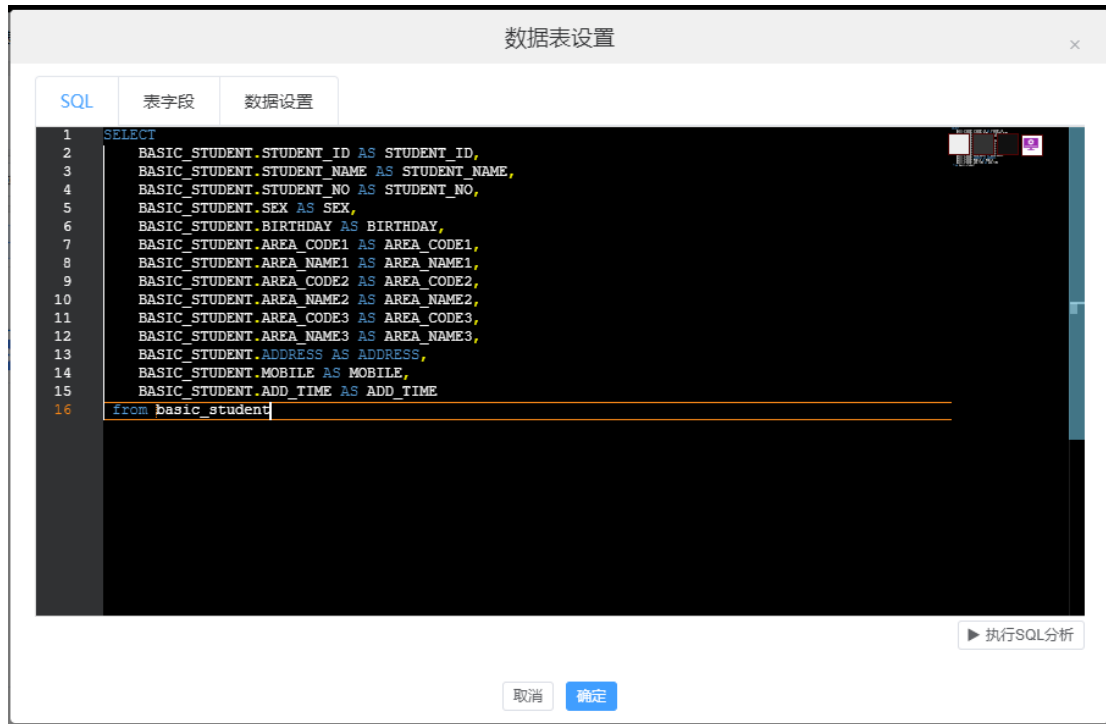 数据表设置
×
SQL 表字段 数据设置
1 SELECT
2 BASIC_STUDENT.STUDENT_ID AS STUDENT_ID,
3 BASIC_STUDENT.STUDENT_NAME AS STUDENT_NAME,
4 BASIC_STUDENT.STUDENT_NO AS STUDENT_NO,
5 BASIC_STUDENT.SEX AS SEX,
6 BASIC_STUDENT.BIRTHDAY AS BIRTHDAY,
7 BASIC_STUDENT.AREA_CODE1 AS AREA_CODE1,
8 BASIC_STUDENT.AREA_NAME1 AS AREA_NAME1,
9 BASIC_STUDENT.AREA_CODE2 AS AREA_CODE2,
10 BASIC_STUDENT.AREA_NAME2 AS AREA_NAME2,
11 BASIC_STUDENT.AREA_CODE3 AS AREA_CODE3,
12 BASIC_STUDENT.AREA_NAME3 AS AREA_NAME3,
13 BASIC_STUDENT.ADDRESS AS ADDRESS,
14 BASIC_STUDENT.MOBILE AS MOBILE,
15 BASIC_STUDENT.ADD_TIME AS ADD_TIME
16 from basic_student
▶ 执行SQL分析
取消 确定